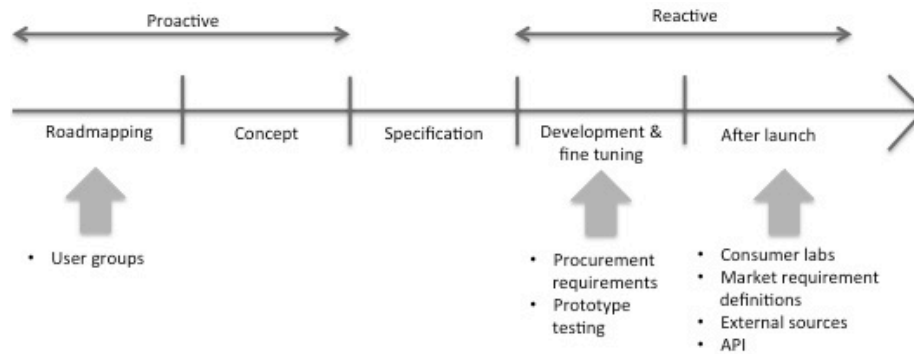 Proactive
Reactive
Roadmapping
Concept
Specification
Development &
fine tuning
After launch
• User groups
• Procurement
requirements
• Prototype
testing
• Consumer labs
• Market requirement
definitions
• External sources
• API